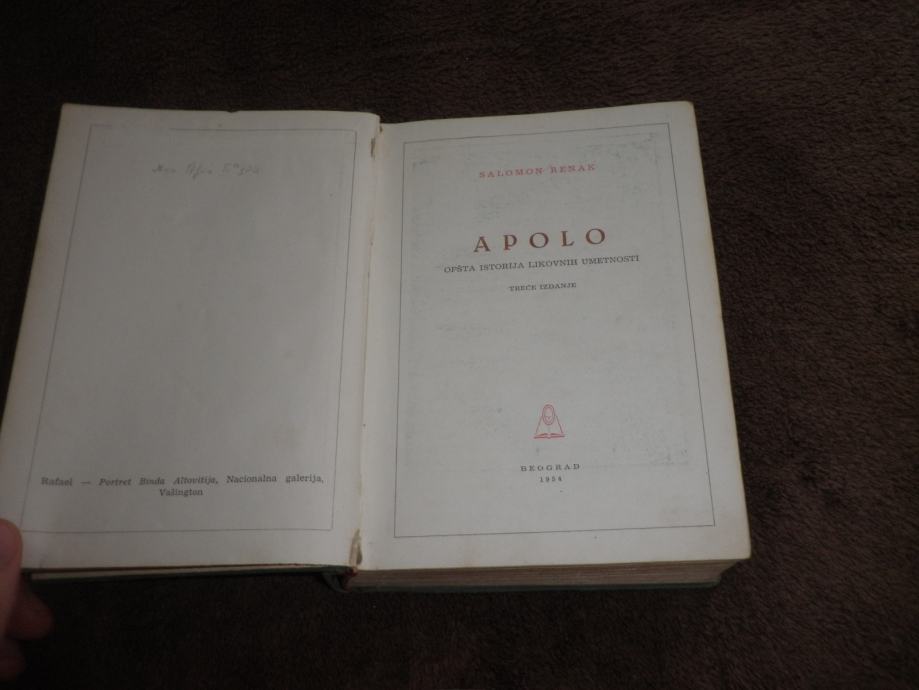 Rafael — Portret Binda Altovitija, Nacionalna galerija,
Vašington
SALOMON RENAK
APOLO
OPŠTA ISTORIJA LIKOVNIH UMETNOSTI
TREĆE IZDANJE
BEOGRAD
1954